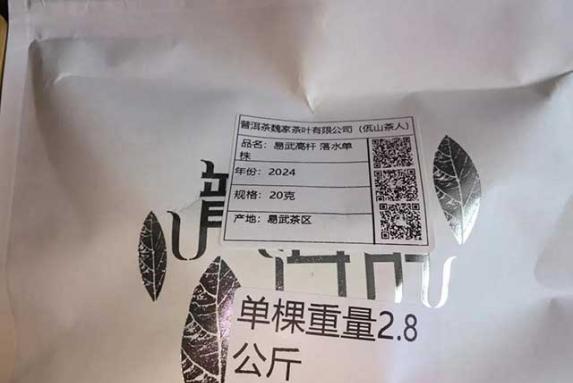 普洱茶魏家茶叶有限公司（佤山茶人）
品名：易武高杆 落水单
株
年份：2024
规格：20克
产地：易武茶区
单棵重量2.8
公斤